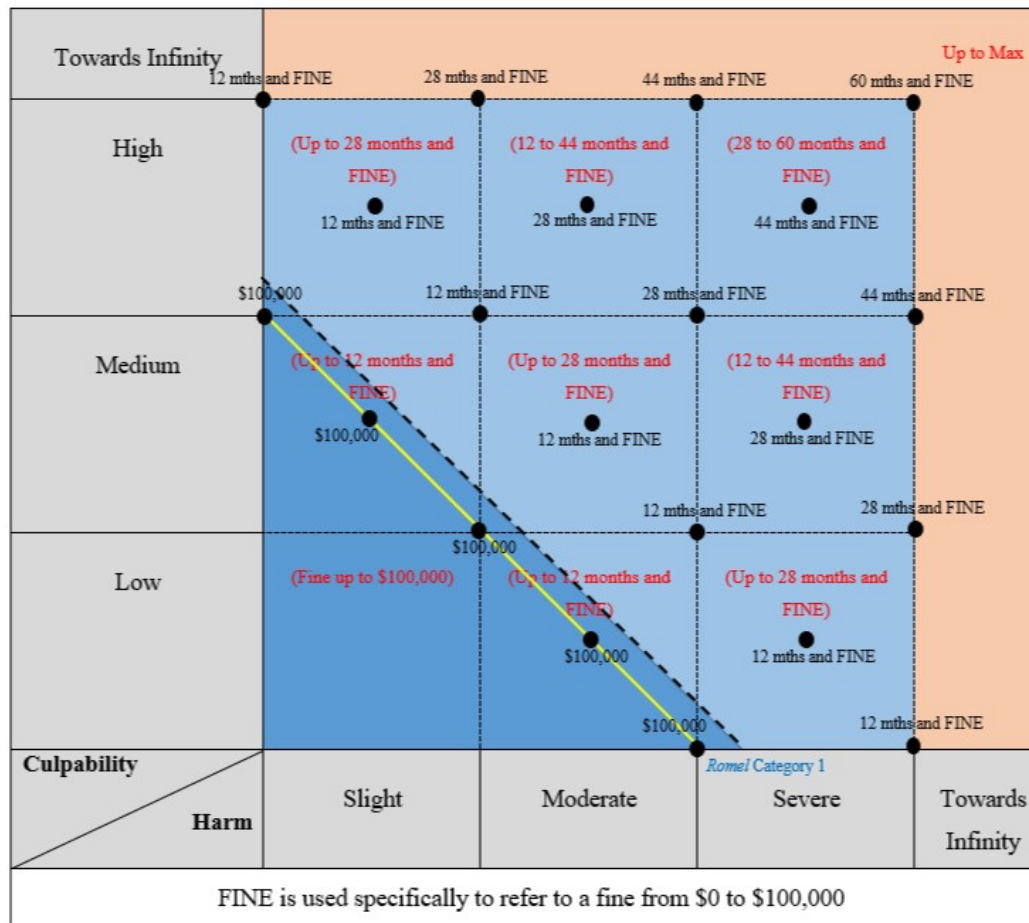 Towards Infinity
Up to Max
12 mths and FINE
28 mths and FINE
44 mths and FINE
60 mths and FINE
High
(Up to 28 months and
FINE)
12 mths and FINE
(12 to 44 months and
FINE)
28 mths and FINE
(28 to 60 months and
FINE)
44 mths and FINE
$100,000
12 mths and FINE
28 mths and FINE
44 mths and FINE
Medium
(Up to 12 months and
FINE)
$100,000
(Up to 28 months and
FINE)
12 mths and FINE
(12 to 44 months and
FINE)
28 mths and FINE
$100,000
12 mths and FINE
28 mths and FINE
Low
(Fine up to $100,000)
(Up to 12 months and
FINE)
$100,000
(Up to 28 months and
FINE)
12 mths and FINE
$100,000
12 mths and FINE
Culpability
Harm
Romel Category 1
Slight
Moderate
Severe
Towards
Infinity
FINE is used specifically to refer to a fine from $0 to $100,000